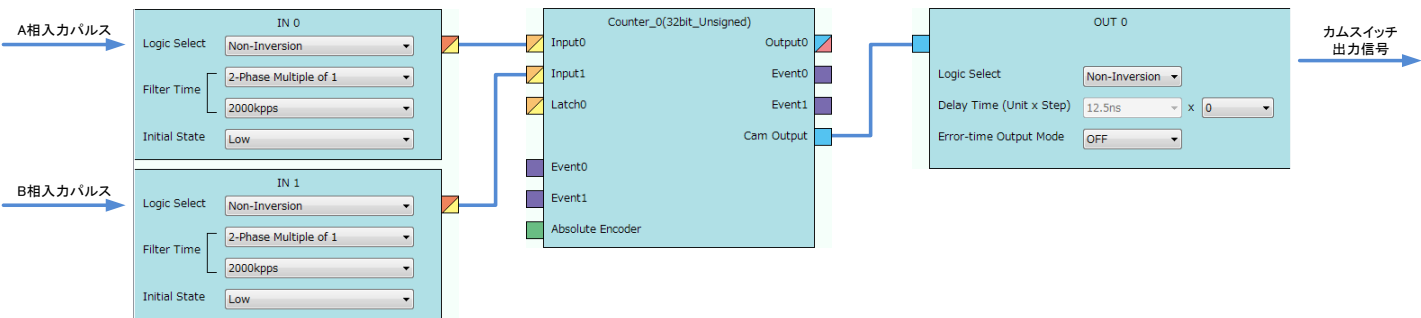 A相入力パルス
IN 0
Logic Select
Non-Inversion
Filter Time
2-Phase Multiple of 1
2000kpps
Initial State
Low
B相入力パルス
IN 1
Logic Select
Non-Inversion
Filter Time
2-Phase Multiple of 1
2000kpps
Initial State
Low
Counter_0(32bit_Unsigned)
Input0
Output0
Input1
Event0
Latch0
Event1
Cam Output
Event0
Event1
Absolute Encoder
OUT 0
Logic Select
Non-Inversion
Delay Time (Unit x Step)
12.5ns
x
0
Error-time Output Mode
OFF
カムスイッチ
出力信号